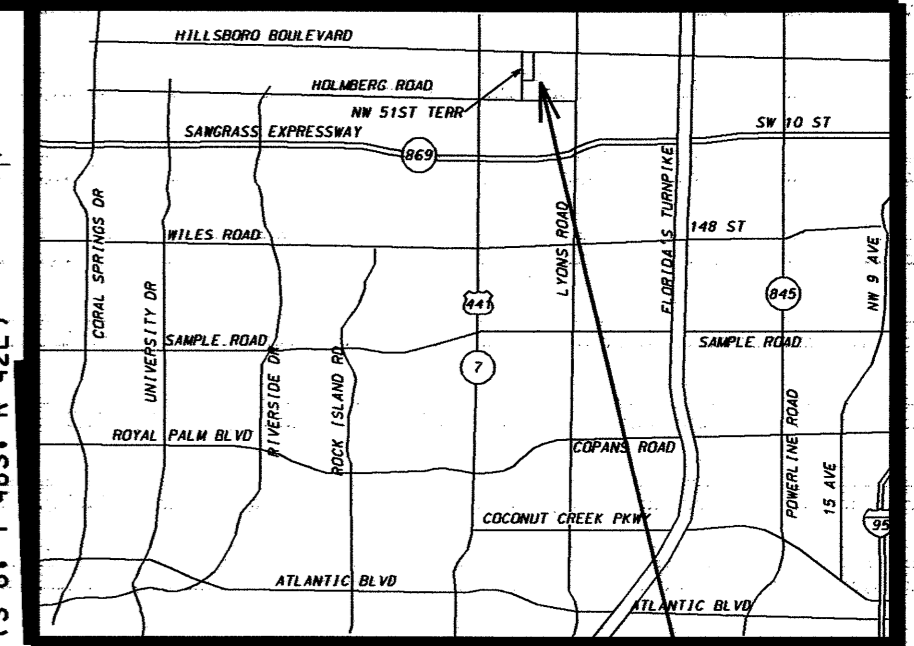 HILLSBORO BOULEVARD
HOLMBERG ROAD
NW 51ST TERR
SAWGRASS EXPRESSWAY
869
SW 10 ST
CORAL SPRINGS DR
UNIVERSITY DR
WILES ROAD
LYONS ROAD
FLORIDA'S TURNPIKE
148 ST
NW 9 AVE
441
845
SAMPLE ROAD
RIVERSIDE DR
ROCK ISLAND RD
7
SAMPLE ROAD
ROYAL PALM BLVD
COPANS ROAD
POWERLINE ROAD
15 AVE
COCONUT CREEK PKWY
95
ATLANTIC BLVD
ATLANTIC BLVD